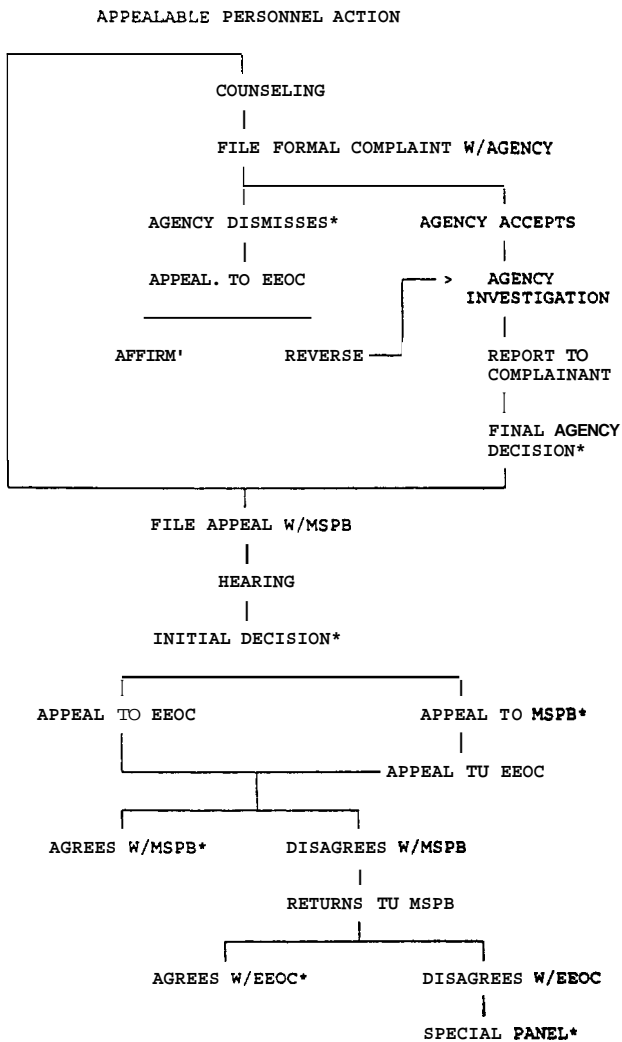 APPEALABLE PERSONNEL ACTION
COUNSELING
FILE FORMAL COMPLAINT W/AGENCY
AGENCY DISMISSES*
AGENCY ACCEPTS
APPEAL. TO EEOC
> AGENCY
INVESTIGATION
AFFIRM'
REVERSE
REPORT TO
COMPLAINANT
FINAL AGENCY
DECISION*
FILE APPEAL W/MSPB
HEARING
INITIAL DECISION*
APPEAL TO EEOC
APPEAL TO MSPB*
APPEAL TU EEOC
AGREES W/MSPB*
DISAGREES W/MSPB
RETURNS TU MSPB
AGREES W/EEOC*
DISAGREES W/EEOC
SPECIAL PANEL*